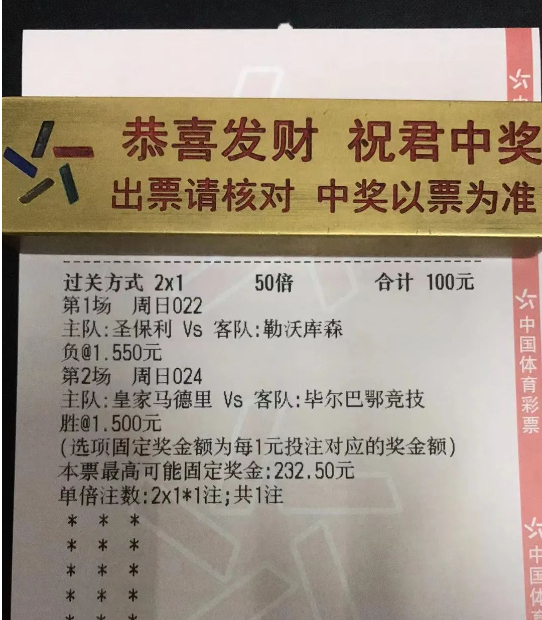 恭喜发财 祝君中奖
出票请核对 中奖以票为准
过关方式 2x1 50倍 合计 100元
第1场 周日022
主队:圣保利 Vs 客队:勒沃库森
负@1.550元
第2场 周日024
主队:皇家马德里 Vs 客队:毕尔巴鄂竞技
胜@1.500元
(选项固定奖金额为每1元投注对应的奖金额)
本票最高可能固定奖金:232.50元
单倍注数:2x1*1注;共1注
* * *
* * *
* * *
* * *
* * *
中
中国体育彩票
中国体育